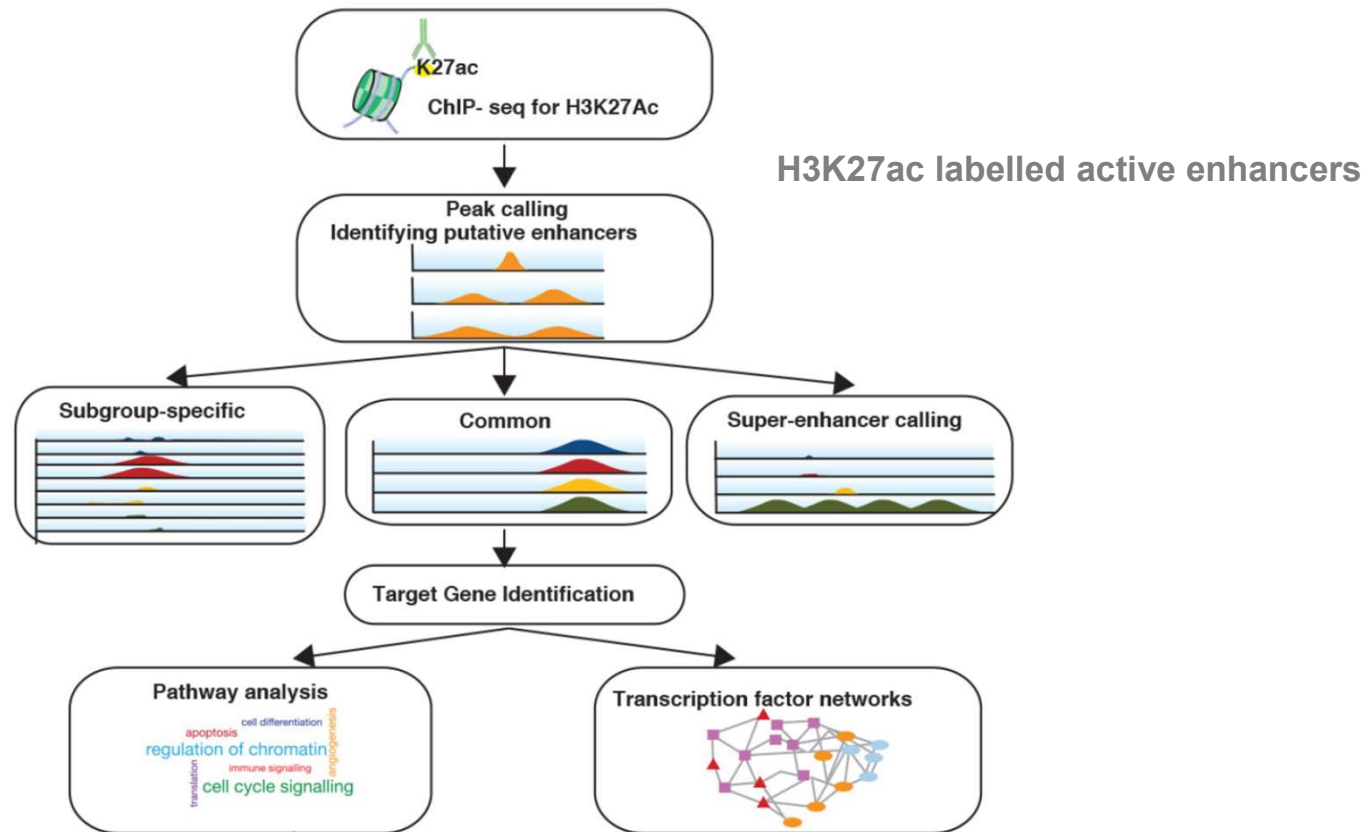 K27ac
ChIP- seq for H3K27Ac
H3K27ac labelled active enhancers
Peak calling
Identifying putative enhancers
Subgroup-specific
Common
Super-enhancer calling
Target Gene Identification
Pathway analysis
cell differentiation
apoptosis
regulation of chromatin
angiogenesis
immune signalling
translation
cell cycle signalling
Transcription factor networks